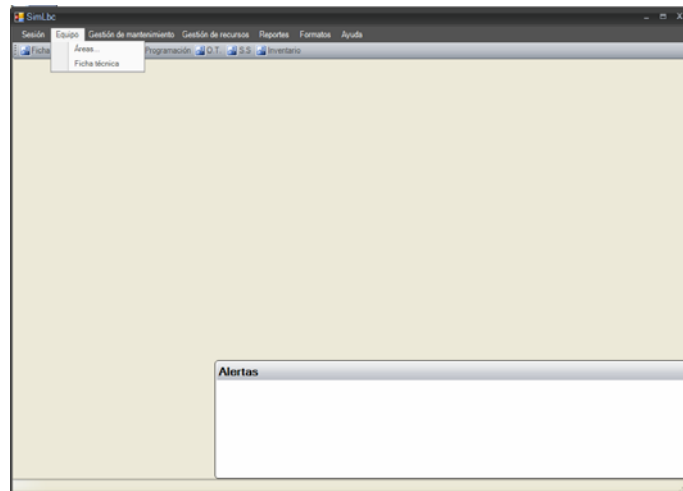 SimLbc
Sesión Equipo Gestión de mantenimiento Gestión de recursos Reportes Formatos Ayuda
Ficha Programación O.T. S.S Inventario
Áreas...
Ficha técnica
Alertas